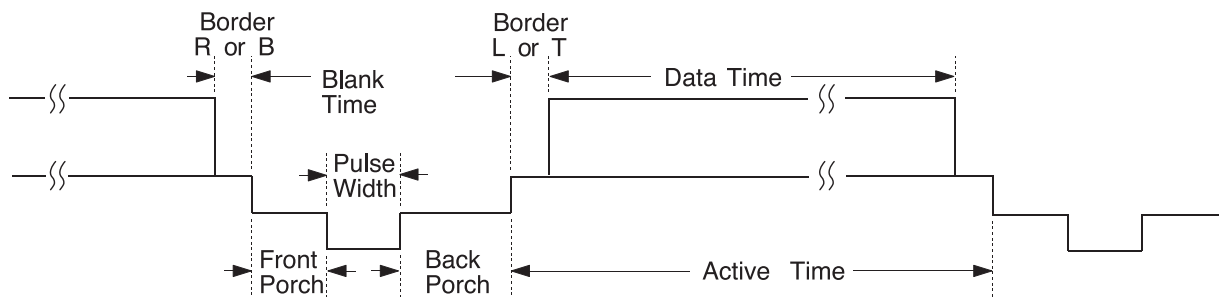 Border
R or B
Border
L or T
Blank
Time
Data Time
Pulse
Width
Front
Porch
Back
Porch
Active Time